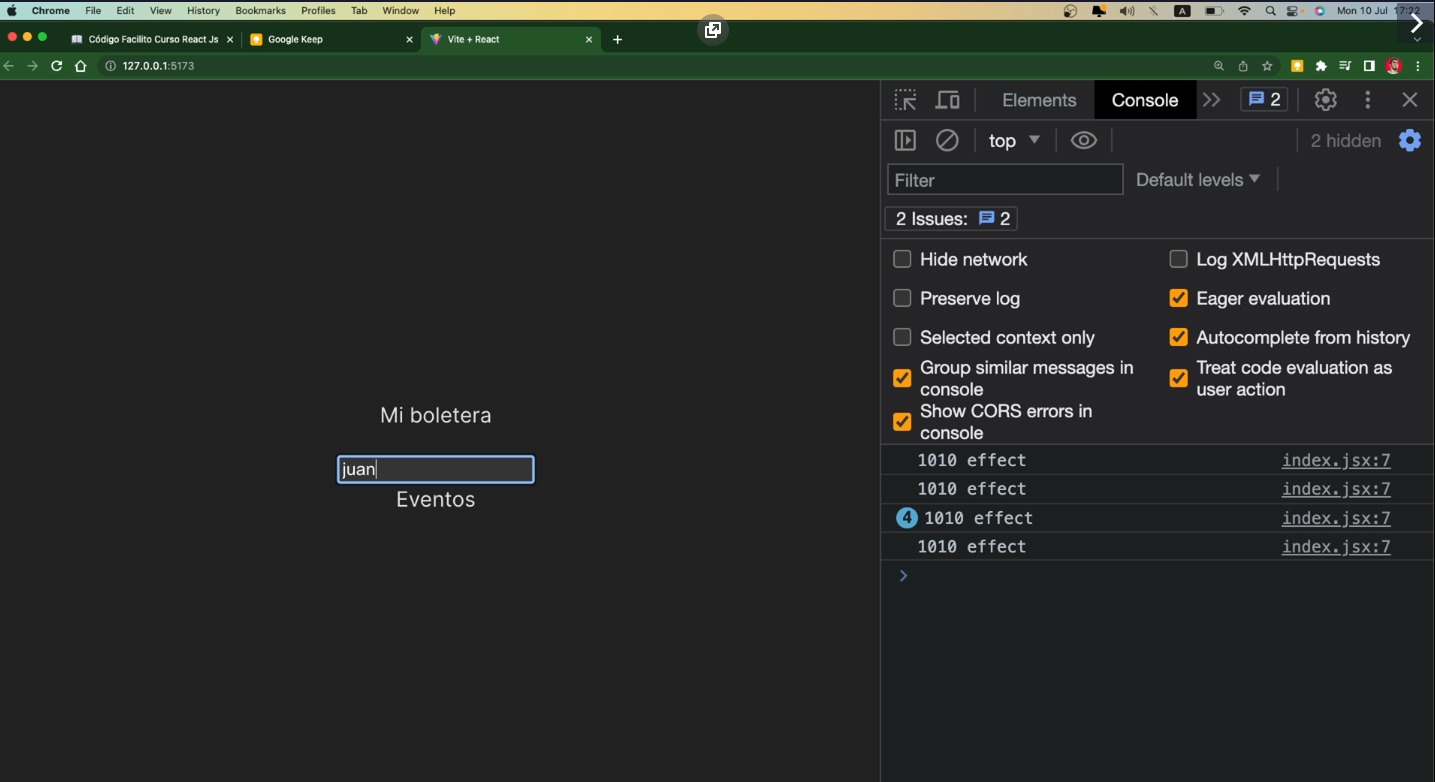 Chrome File Edit View History Bookmarks Profiles Tab Window Help A Mon 10 Jul 17:22
Código Facilito Curso React Js Google Keep Vite + React
127.0.0.1:5173
Elements Console 2
top 2 hidden
Filter Default levels
2 Issues: 2
Hide network Log XMLHttpRequests
Preserve log Eager evaluation
Selected context only Autocomplete from history
Group similar messages in console Treat code evaluation as user action
Show CORS errors in console
Mi boletera
juan
Eventos
1010 effect index.jsx:7
1010 effect index.jsx:7
4 1010 effect index.jsx:7
1010 effect index.jsx:7